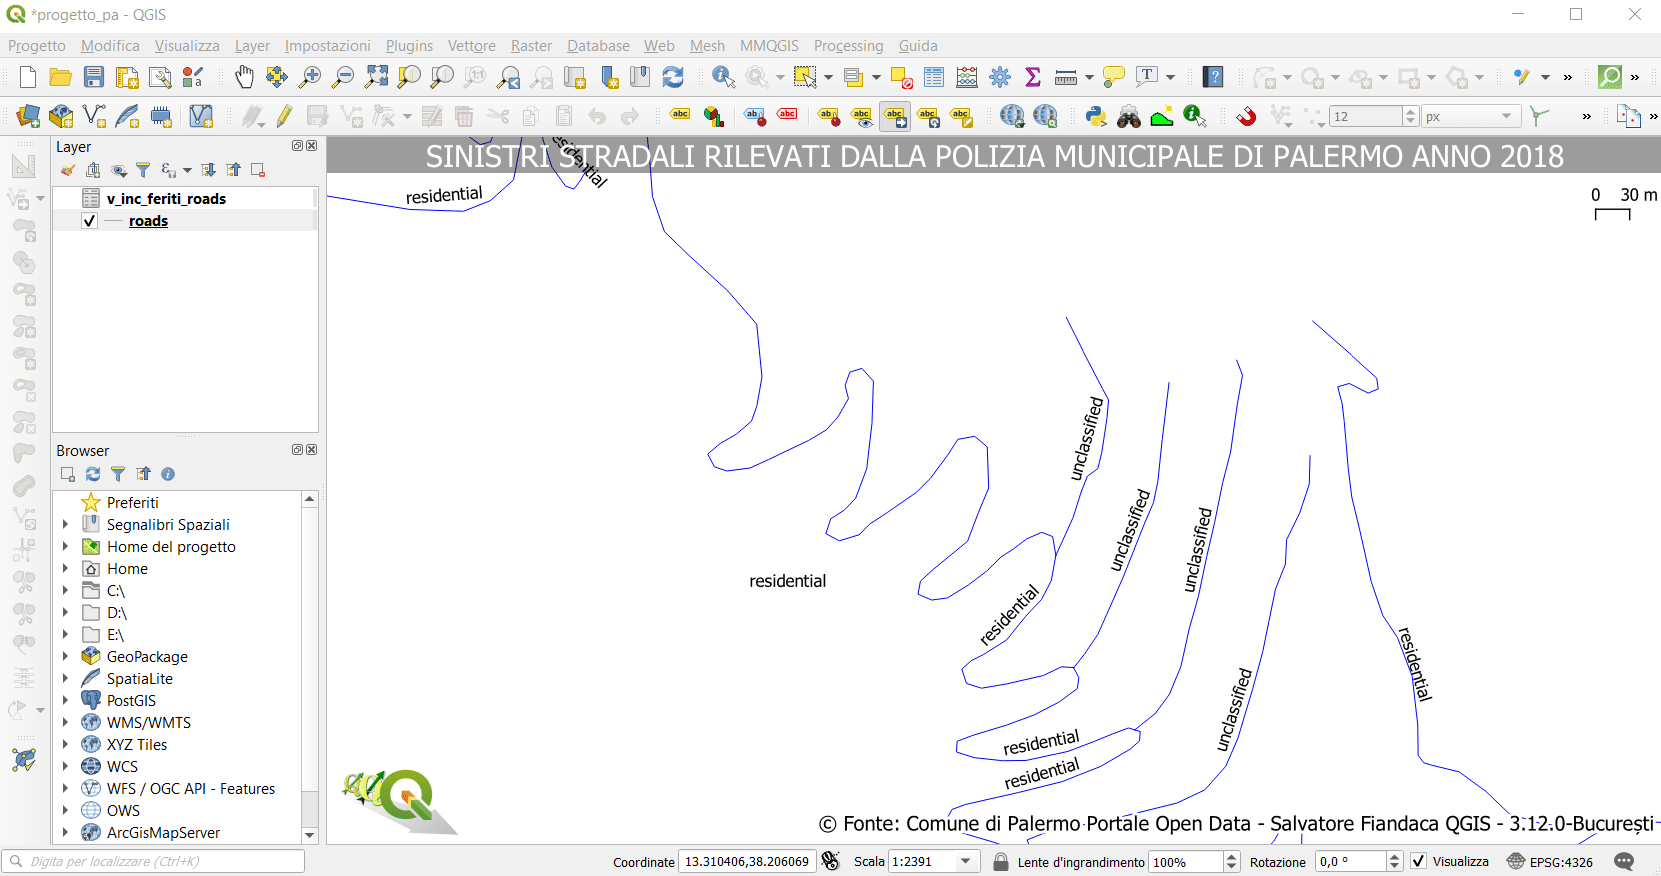 *progetto_pa - QGIS
Progetto Modifica Visualizza Layer Impostazioni Plugins Vettore Raster Database Web Mesh MMQGIS Processing Guida
12 px
Layer
v_inc_feriti_roads
roads
Browser
Preferiti
Segnalibri Spaziali
Home del progetto
Home
C:\
D:\
E:\
GeoPackage
SpatiaLite
PostGIS
WMS/WMTS
XYZ Tiles
WCS
WFS / OGC API - Features
OWS
ArcGisMapServer
SINISTRI STRADALI RILEVATI DALLA POLIZIA MUNICIPALE DI PALERMO ANNO 2018
0 30 m
residential
residential
unclassified
unclassified
unclassified
residential
residential
residential
unclassified
residential
residential
© Fonte: Comune di Palermo Portale Open Data - Salvatore Fiandaca QGIS - 3.12.0-București
Digita per localizzare (Ctrl+K)
Coordinate 13.310406,38.206069 Scala 1:2391 Lente d'ingrandimento 100% Rotazione 0,0 ° Visualizza EPSG:4326